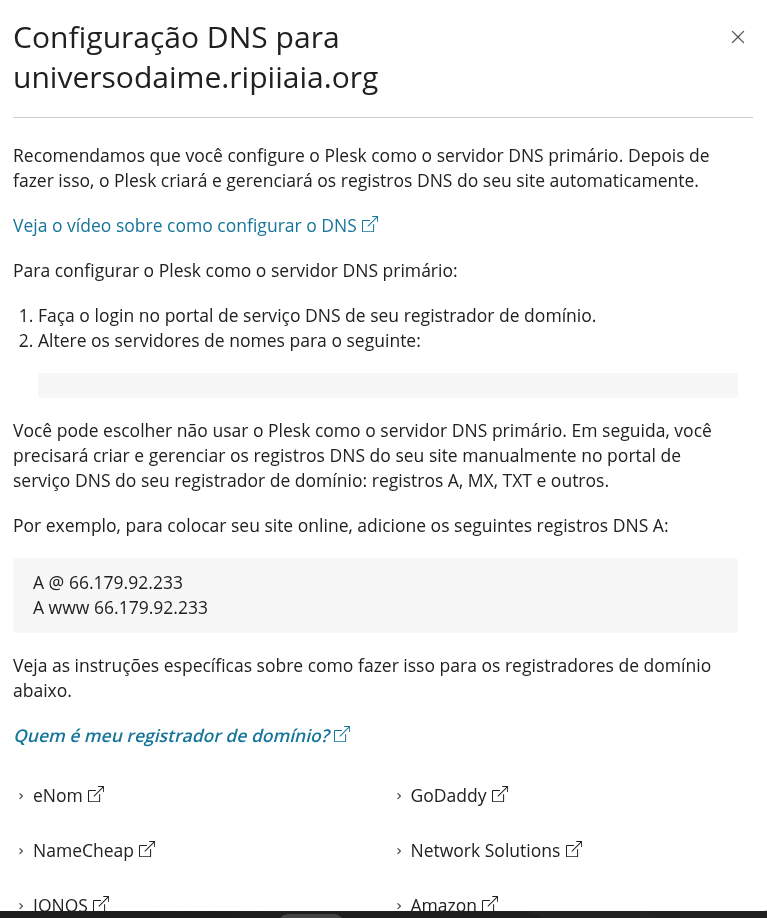 Configuração DNS para
universodaime.ripiiaia.org
Recomendamos que você configure o Plesk como o servidor DNS primário. Depois de
fazer isso, o Plesk criará e gerenciará os registros DNS do seu site automaticamente.
Veja o vídeo sobre como configurar o DNS
Para configurar o Plesk como o servidor DNS primário:
1. Faça o login no portal de serviço DNS de seu registrador de domínio.
2. Altere os servidores de nomes para o seguinte:
Você pode escolher não usar o Plesk como o servidor DNS primário. Em seguida, você
precisará criar e gerenciar os registros DNS do seu site manualmente no portal de
serviço DNS do seu registrador de domínio: registros A, MX, TXT e outros.
Por exemplo, para colocar seu site online, adicione os seguintes registros DNS A:
A @ 66.179.92.233
A www 66.179.92.233
Veja as instruções específicas sobre como fazer isso para os registradores de domínio
abaixo.
Quem é meu registrador de domínio?
eNom
GoDaddy
NameCheap
Network Solutions
IONOS
Amazon